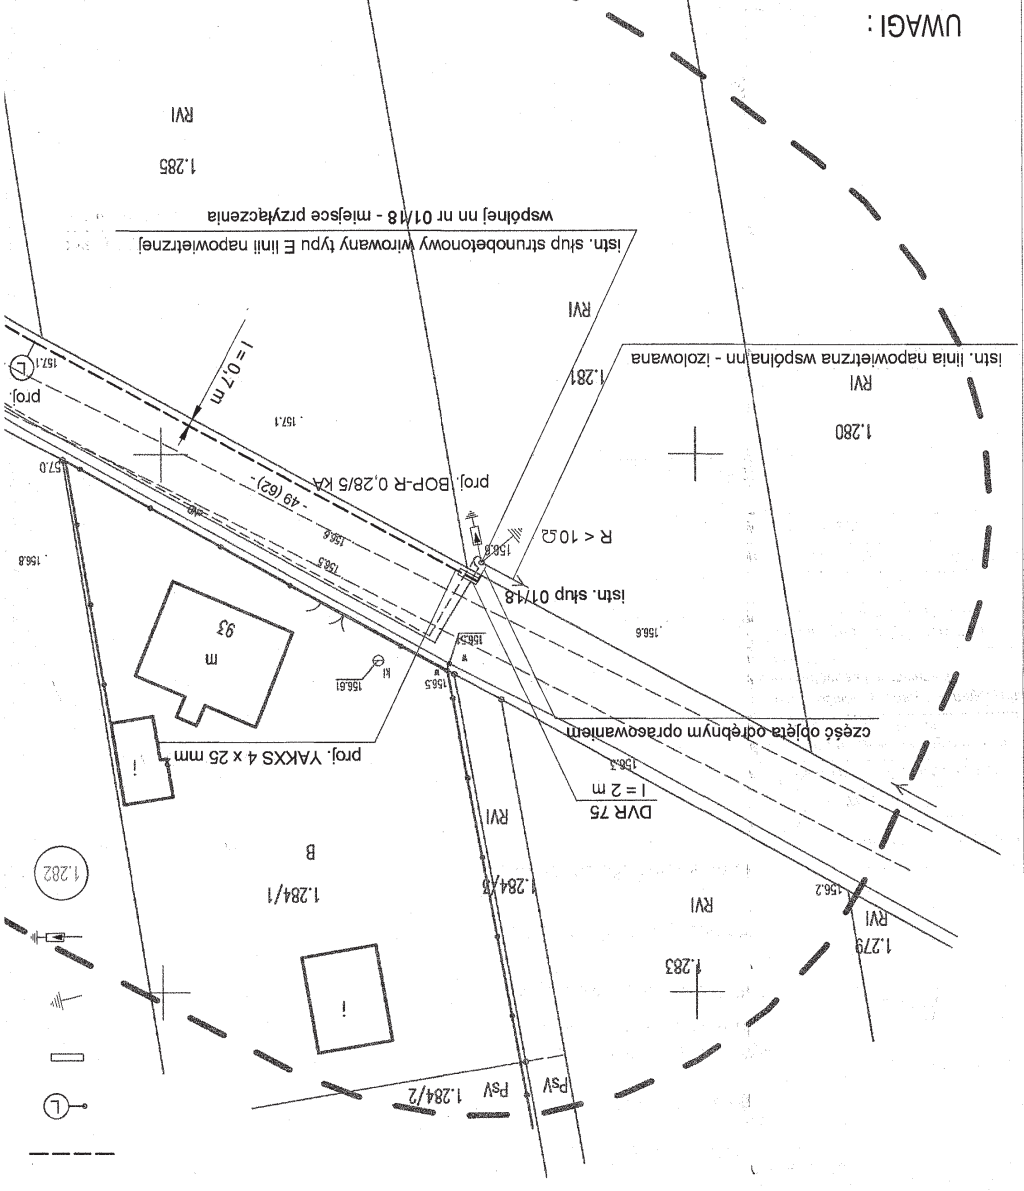 PsV
PsV
1.284/2
L
1.283
RVI
1.279
RVI
156.2
i
1.284/1
B
1.284/3
RVI
1.282
DVR 75
l = 2 m
156.3
część objęta odrębnym opracowaniem
proj. YAKXS 4 x 25 mm
i
m
93
kl
156.61
156.5
w
w
156.51
156.6
istn. słup 01/18
R < 10Ω
156.6
156.5
156.6
156.8
proj. BOP-R 0,28/5 kA
- 49 (62) -
57.0
157.1
1.280
RVI
istn. linia napowietrzna wspólna nn - izolowana
1.281
RVI
l = 0,7 m
proj.
L
157.1
istn. słup strunobetonowy wirowany typu E linii napowietrznej
wspólnej nn nr 01/18 - miejsce przyłączenia
1.285
RVI
UWAGI :